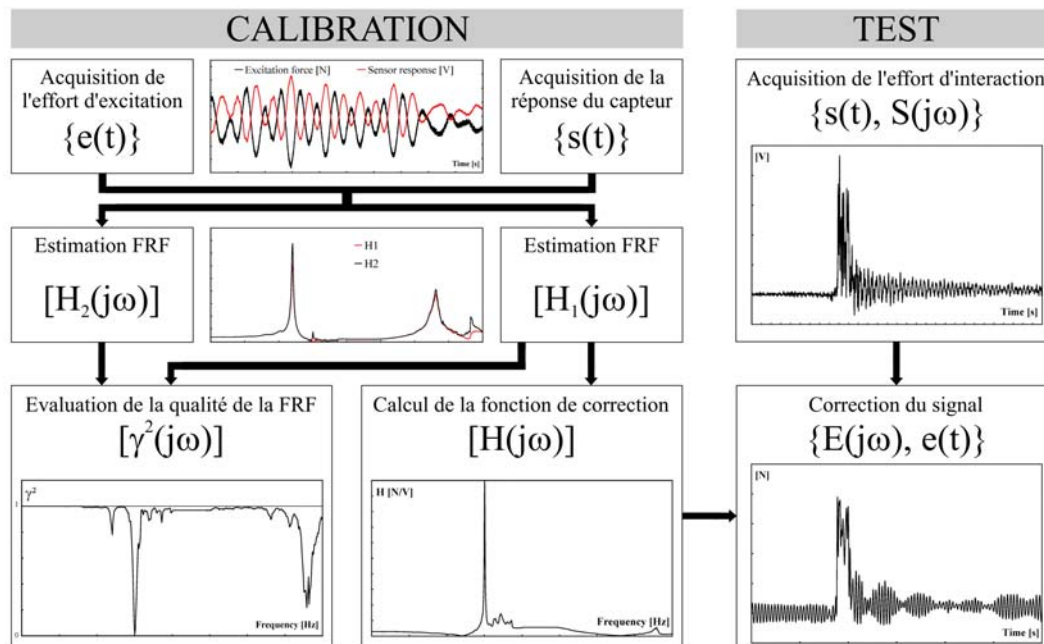 CALIBRATION
TEST
Acquisition de
l'effort d'excitation
{e(t)}
Excitation force [N]
Sensor response [V]
Time [s]
Acquisition de la
réponse du capteur
{s(t)}
Acquisition de l'effort d'interaction
{s(t), S(jω)}
[V]
Time [s]
Estimation FRF
[H₂(jω)]
H1
H2
Estimation FRF
[H₁(jω)]
Evaluation de la qualité de la FRF
[γ²(jω)]
γ²
1
0
Frequency [Hz]
Calcul de la fonction de correction
[H(jω)]
H [N/V]
Frequency [Hz]
Correction du signal
{E(jω), e(t)}
[N]
Time [s]